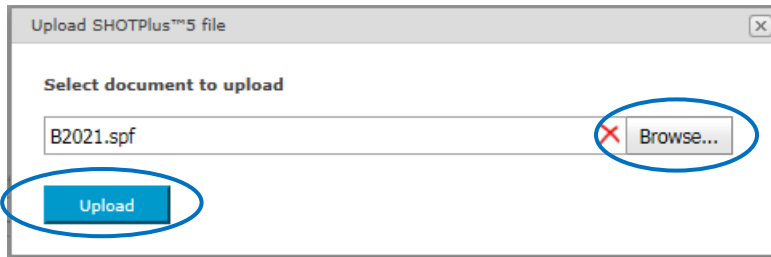 Upload SHOTPlus™5 file
Select document to upload
B2021.spf
Browse...
Upload